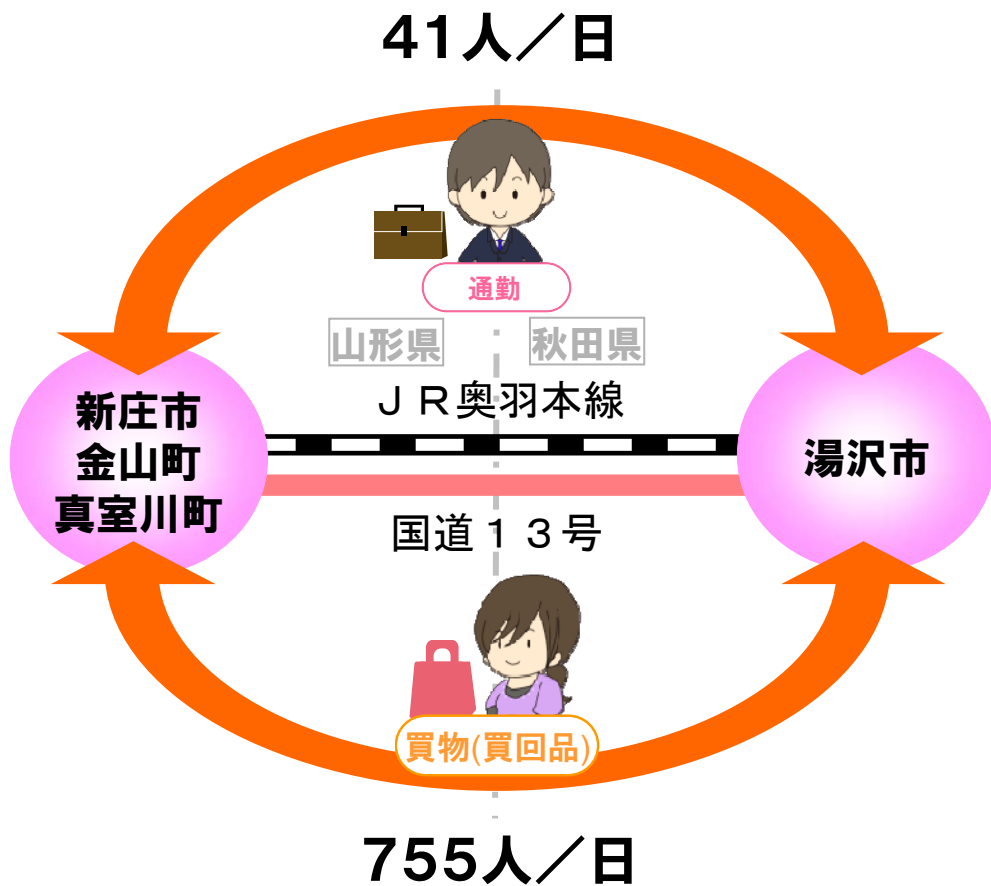 41人／日
通勤
山形県
秋田県
ＪＲ奥羽本線
新庄市
金山町
真室川町
湯沢市
国道１３号
買物(買回品)
755人／日